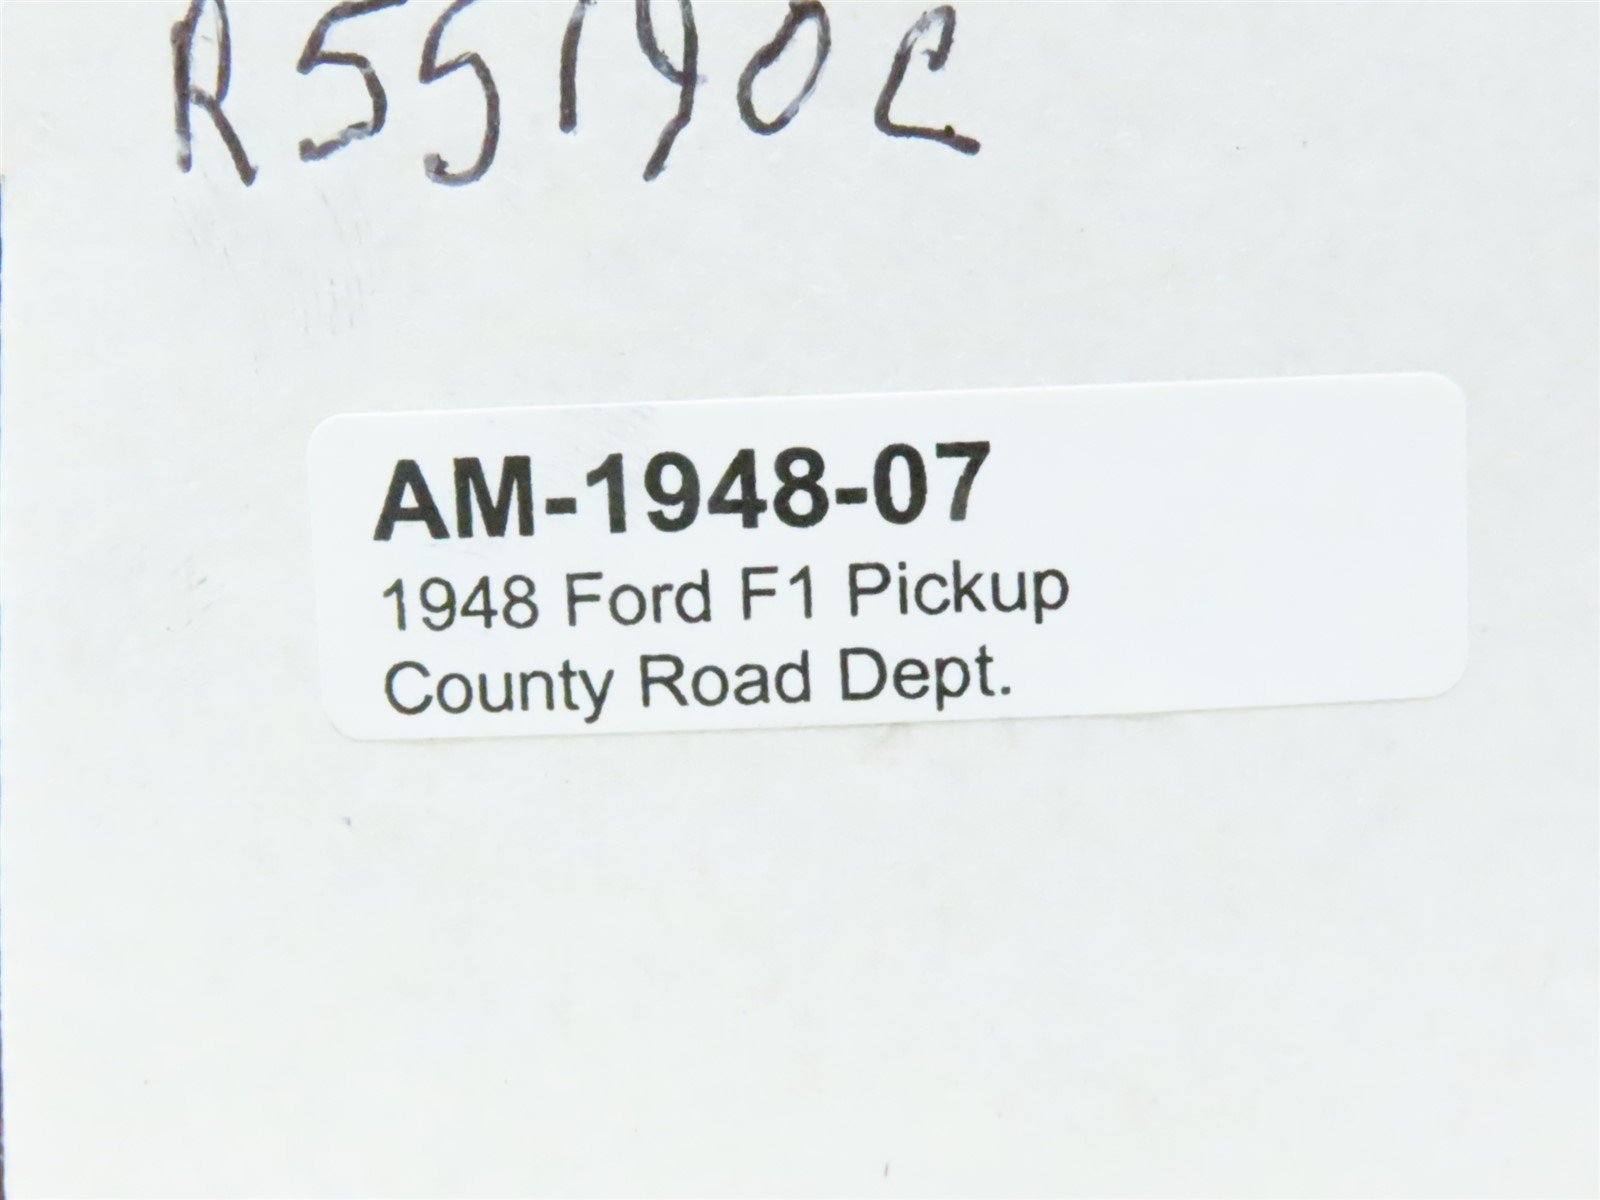 R55190C
AM-1948-07
1948 Ford F1 Pickup
County Road Dept.